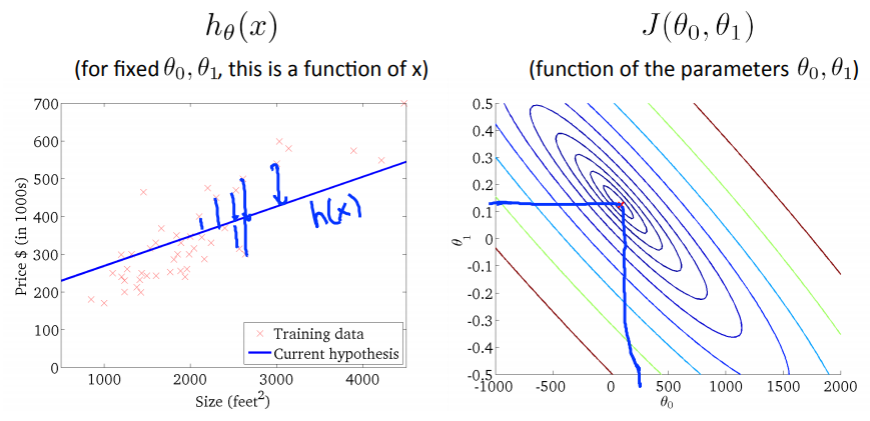 hθ(x)
(for fixed θ₀, θ₁, this is a function of x)
700
600
500
400
300
200
100
0
Price $ (in 1000s)
1000
2000
3000
4000
Size (feet²)
h(x)
Training data
Current hypothesis
J(θ₀, θ₁)
(function of the parameters θ₀, θ₁)
0.5
0.4
0.3
0.2
0.1
0
-0.1
-0.2
-0.3
-0.4
-0.5
θ₁
-1000
-500
0
500
1000
1500
2000
θ₀